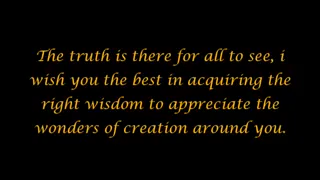 The truth is there for all to see, i
wish you the best in acquiring the
right wisdom to appreciate the
wonders of creation around you.